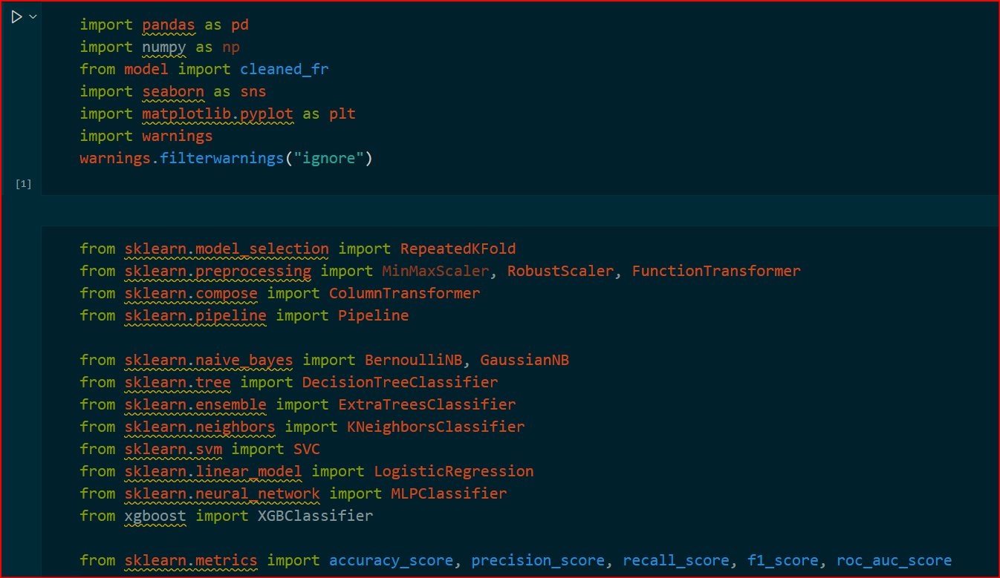 import pandas as pd
import numpy as np
from model import cleaned_fr
import seaborn as sns
import matplotlib.pyplot as plt
import warnings
warnings.filterwarnings("ignore")
[1]
from sklearn.model_selection import RepeatedKFold
from sklearn.preprocessing import MinMaxScaler, RobustScaler, FunctionTransformer
from sklearn.compose import ColumnTransformer
from sklearn.pipeline import Pipeline
from sklearn.naive_bayes import BernoulliNB, GaussianNB
from sklearn.tree import DecisionTreeClassifier
from sklearn.ensemble import ExtraTreesClassifier
from sklearn.neighbors import KNeighborsClassifier
from sklearn.svm import SVC
from sklearn.linear_model import LogisticRegression
from sklearn.neural_network import MLPClassifier
from xgboost import XGBClassifier
from sklearn.metrics import accuracy_score, precision_score, recall_score, f1_score, roc_auc_score